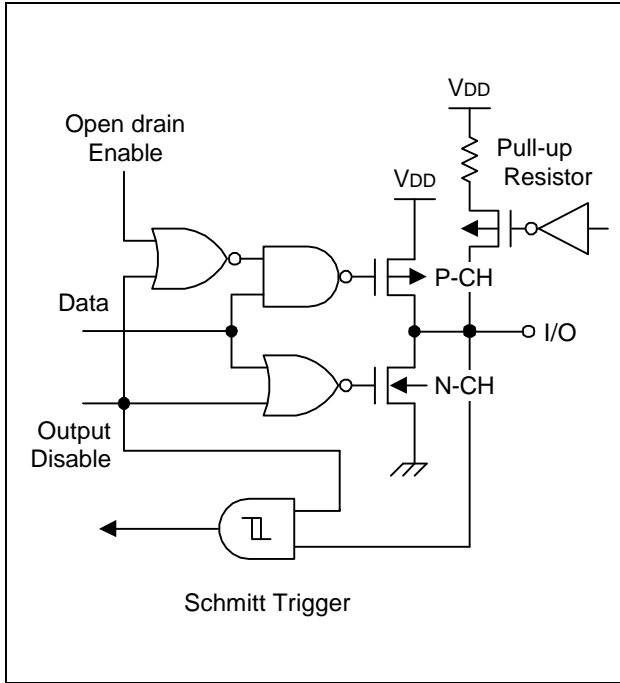 VDD
Open drain
Enable
Pull-up
Resistor
VDD
P-CH
Data
I/O
N-CH
Output
Disable
Schmitt Trigger